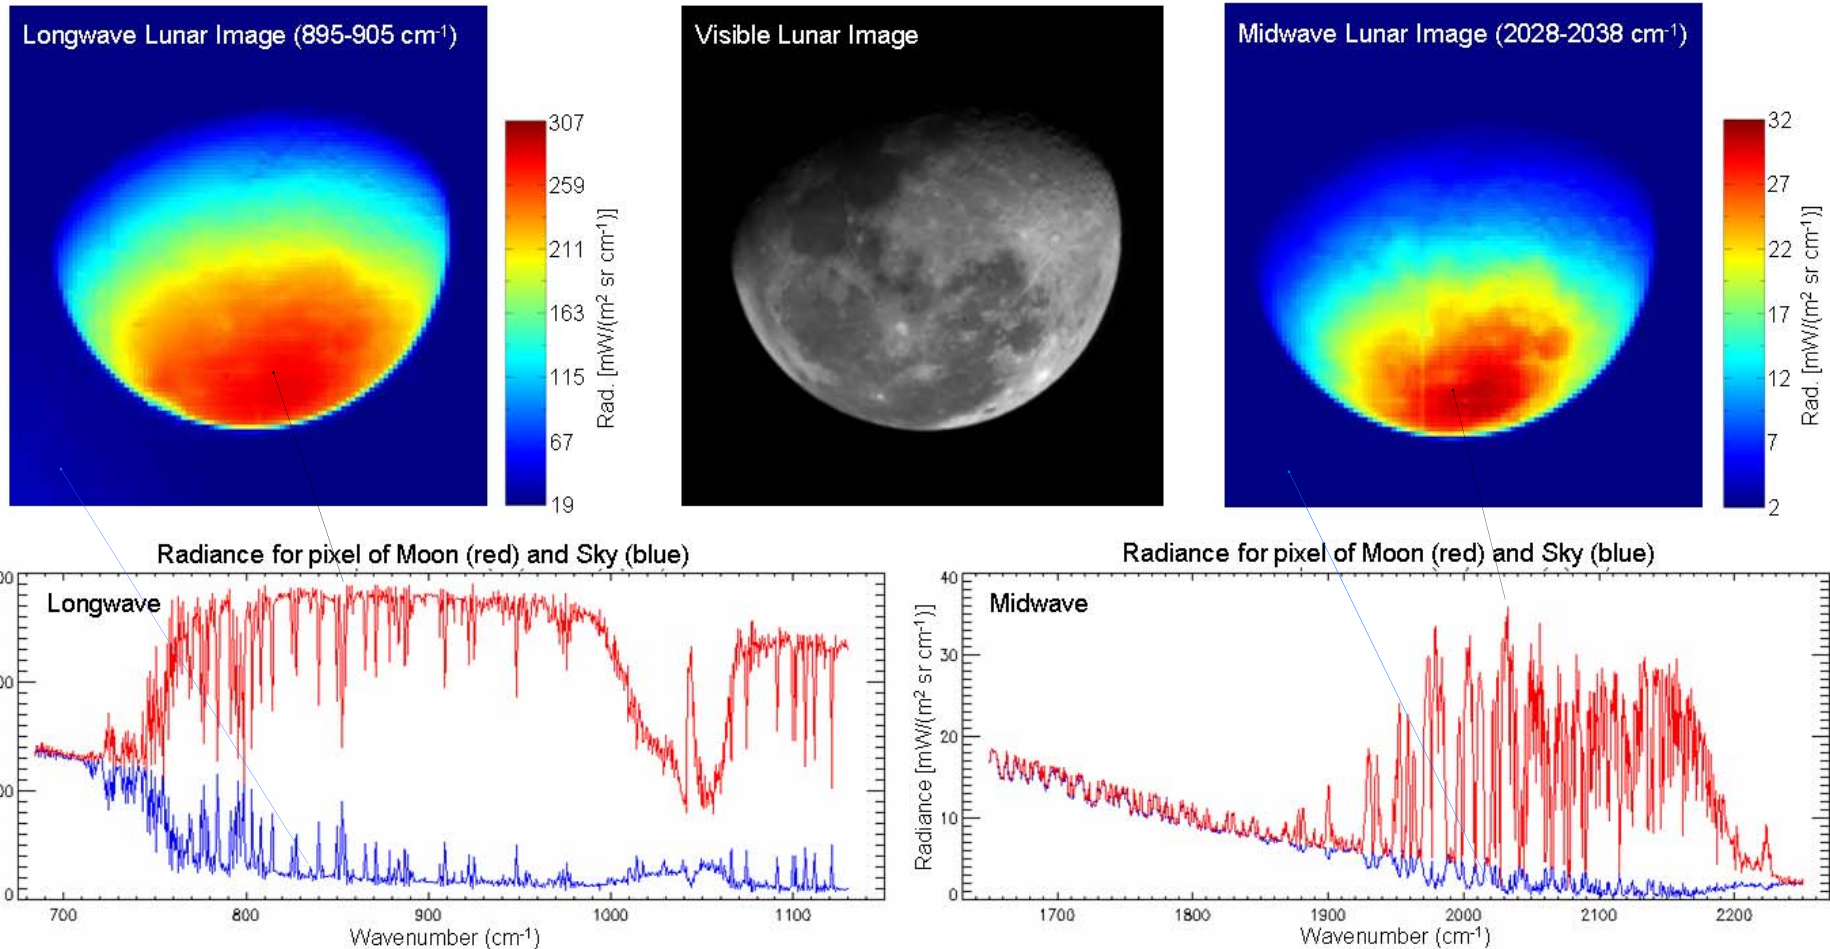 Longwave Lunar Image (895-905 cm⁻¹)
Visible Lunar Image
Midwave Lunar Image (2028-2038 cm⁻¹)
307
259
211
163
115
67
19
Rad. [mW/(m² sr cm⁻¹)]
32
27
22
17
12
7
2
Rad. [mW/(m² sr cm⁻¹)]
Radiance for pixel of Moon (red) and Sky (blue)
Longwave
0
700 800 900 1000 1100
Wavenumber (cm⁻¹)
Radiance for pixel of Moon (red) and Sky (blue)
Midwave
Radiance [mW/(m² sr cm⁻¹)]
40
30
20
10
0
1700 1800 1900 2000 2100 2200
Wavenumber (cm⁻¹)